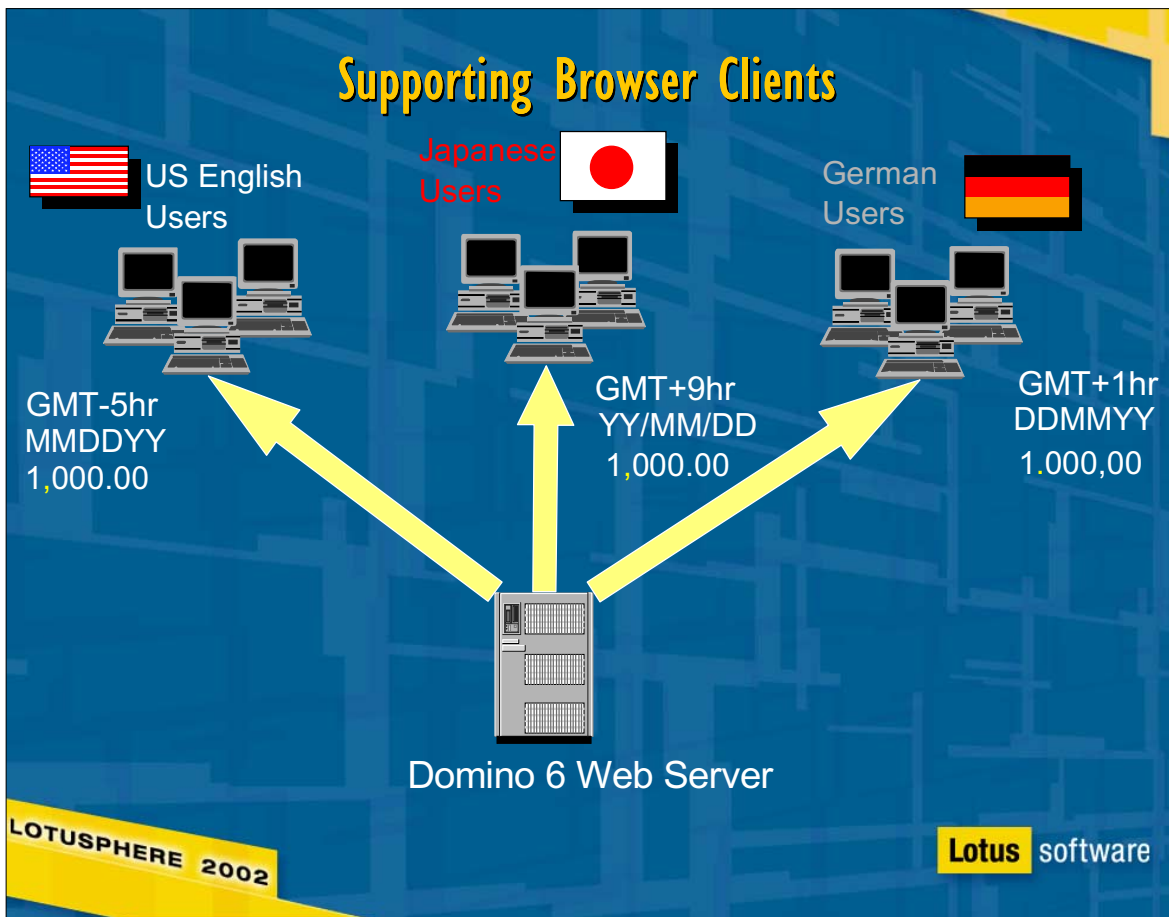 Supporting Browser Clients
US English
Users
Japanese
Users
German
Users
GMT-5hr
MMDDYY
1,000.00
GMT+9hr
YY/MM/DD
1,000.00
GMT+1hr
DDMMYY
1.000,00
Domino 6 Web Server
LOTUSPHERE 2002
Lotus software